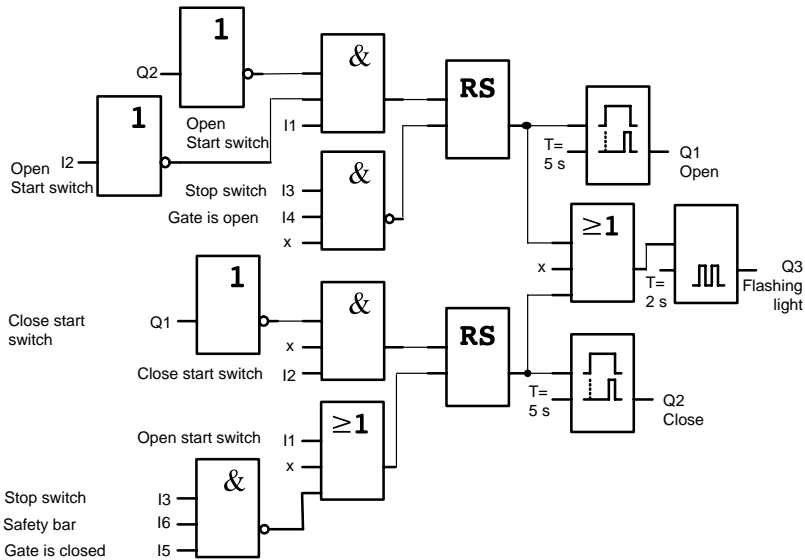 1
Q2
&
RS
1
Open
Start switch
I1
I2
Open
Start switch
T=
5 s
Q1
Open
&
Stop switch
I3
Gate is open
I4
x
≥1
x
Q3
Flashing
light
T=
2 s
1
&
RS
Close start
switch
Q1
x
Close start switch
I2
T=
5 s
Q2
Close
≥1
Open start switch
I1
x
&
Stop switch
I3
Safety bar
I6
Gate is closed
I5